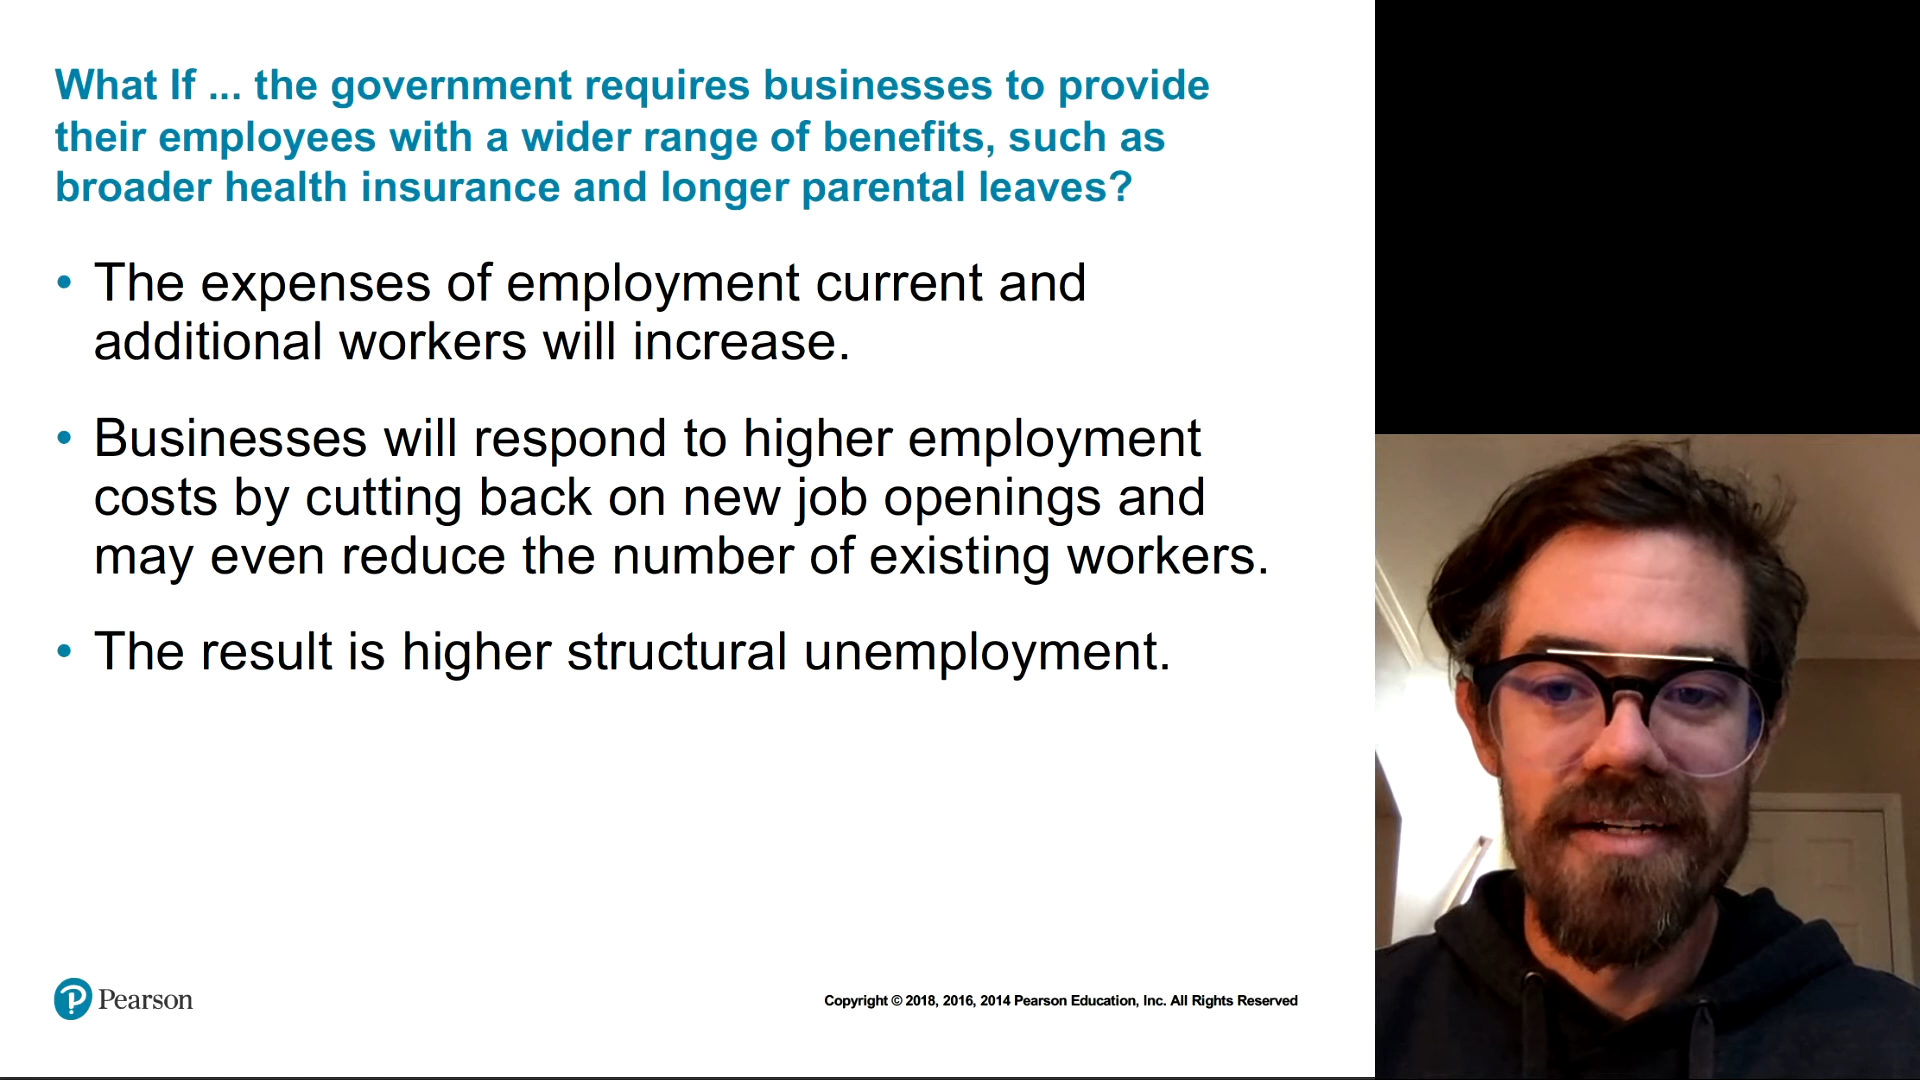 What If ... the government requires businesses to provide
their employees with a wider range of benefits, such as
broader health insurance and longer parental leaves?
• The expenses of employment current and
additional workers will increase.
• Businesses will respond to higher employment
costs by cutting back on new job openings and
may even reduce the number of existing workers.
• The result is higher structural unemployment.
Pearson
Copyright © 2018, 2016, 2014 Pearson Education, Inc. All Rights Reserved